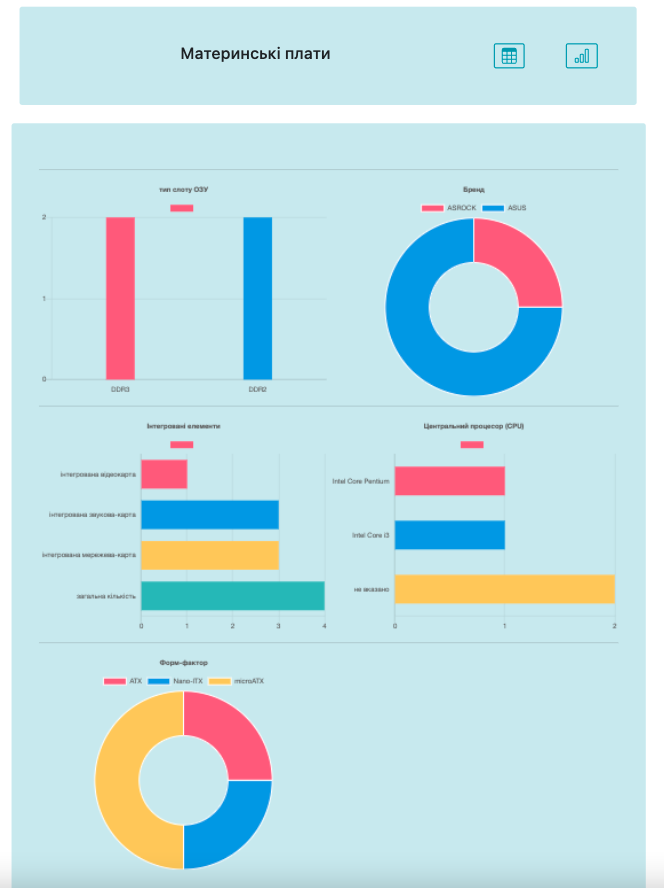 Материнські плати
тип слоту ОЗУ
2
1
0
DDR3 DDR2
Бренд
ASROCK ASUS
Інтегровані елементи
інтегрована відеокарта
інтегрована звукова-карта
інтегрована мережева-карта
загальна кількість
0 1 2 3 4
Центральний процесор (CPU)
Intel Core Pentium
Intel Core i3
не вказано
0 1 2
Форм-фактор
ATX Nano-ITX microATX